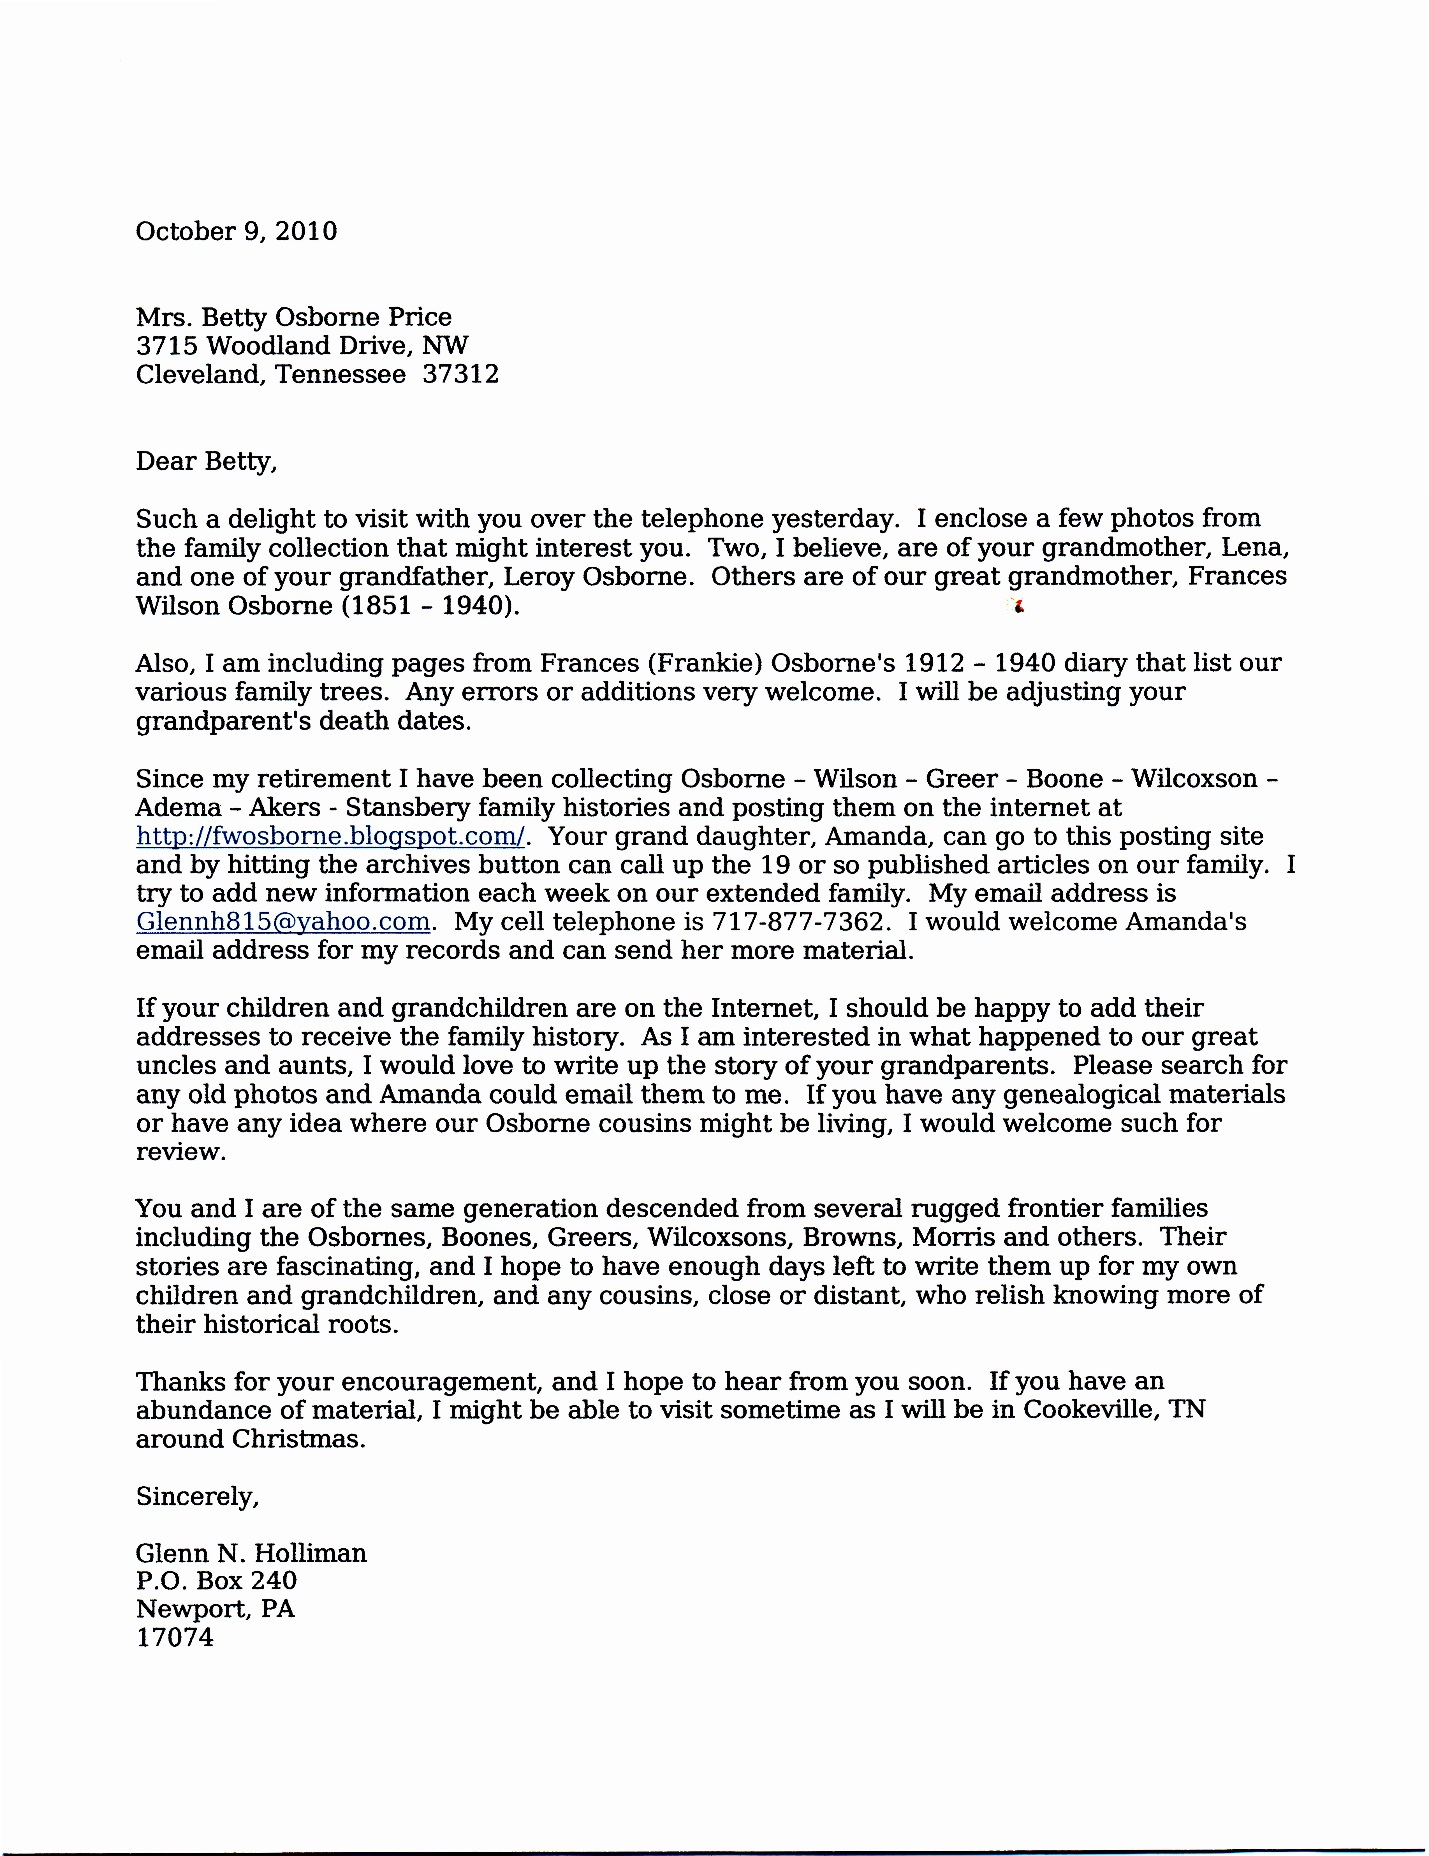 October 9, 2010
Mrs. Betty Osborne Price
3715 Woodland Drive, NW
Cleveland, Tennessee  37312
Dear Betty,
Such a delight to visit with you over the telephone yesterday.  I enclose a few photos from
the family collection that might interest you.  Two, I believe, are of your grandmother, Lena,
and one of your grandfather, Leroy Osborne.  Others are of our great grandmother, Frances
Wilson Osborne (1851 – 1940).
Also, I am including pages from Frances (Frankie) Osborne's 1912 – 1940 diary that list our
various family trees.  Any errors or additions very welcome.  I will be adjusting your
grandparent's death dates.
Since my retirement I have been collecting Osborne – Wilson – Greer – Boone – Wilcoxson –
Adema – Akers - Stansbery family histories and posting them on the internet at
http://fwosborne.blogspot.com/.  Your grand daughter, Amanda, can go to this posting site
and by hitting the archives button can call up the 19 or so published articles on our family.  I
try to add new information each week on our extended family.  My email address is
Glennh815@yahoo.com.  My cell telephone is 717-877-7362.  I would welcome Amanda's
email address for my records and can send her more material.
If your children and grandchildren are on the Internet, I should be happy to add their
addresses to receive the family history.  As I am interested in what happened to our great
uncles and aunts, I would love to write up the story of your grandparents.  Please search for
any old photos and Amanda could email them to me.  If you have any genealogical materials
or have any idea where our Osborne cousins might be living, I would welcome such for
review.
You and I are of the same generation descended from several rugged frontier families
including the Osbornes, Boones, Greers, Wilcoxsons, Browns, Morris and others.  Their
stories are fascinating, and I hope to have enough days left to write them up for my own
children and grandchildren, and any cousins, close or distant, who relish knowing more of
their historical roots.
Thanks for your encouragement, and I hope to hear from you soon.  If you have an
abundance of material, I might be able to visit sometime as I will be in Cookeville, TN
around Christmas.
Sincerely,
Glenn N. Holliman
P.O. Box 240
Newport, PA
17074